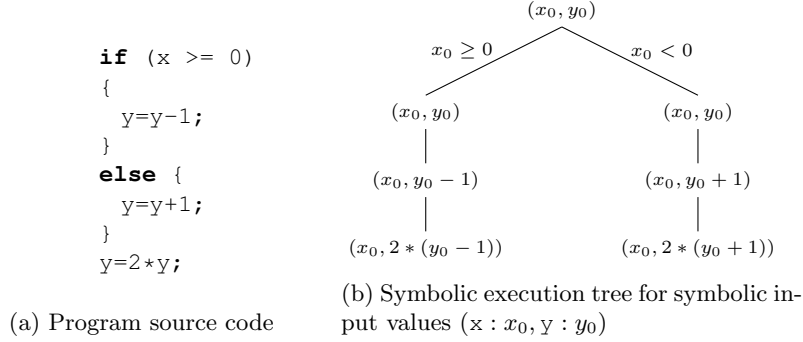 if (x >= 0)
{
y=y-1;
}
else {
y=y+1;
}
y=2*y;
(a) Program source code
(x₀, y₀)
x₀ ≥ 0 x₀ < 0
(x₀, y₀) (x₀, y₀)
(x₀, y₀ − 1) (x₀, y₀ + 1)
(x₀, 2 ∗ (y₀ − 1)) (x₀, 2 ∗ (y₀ + 1))
(b) Symbolic execution tree for symbolic in-
put values (x : x₀, y : y₀)